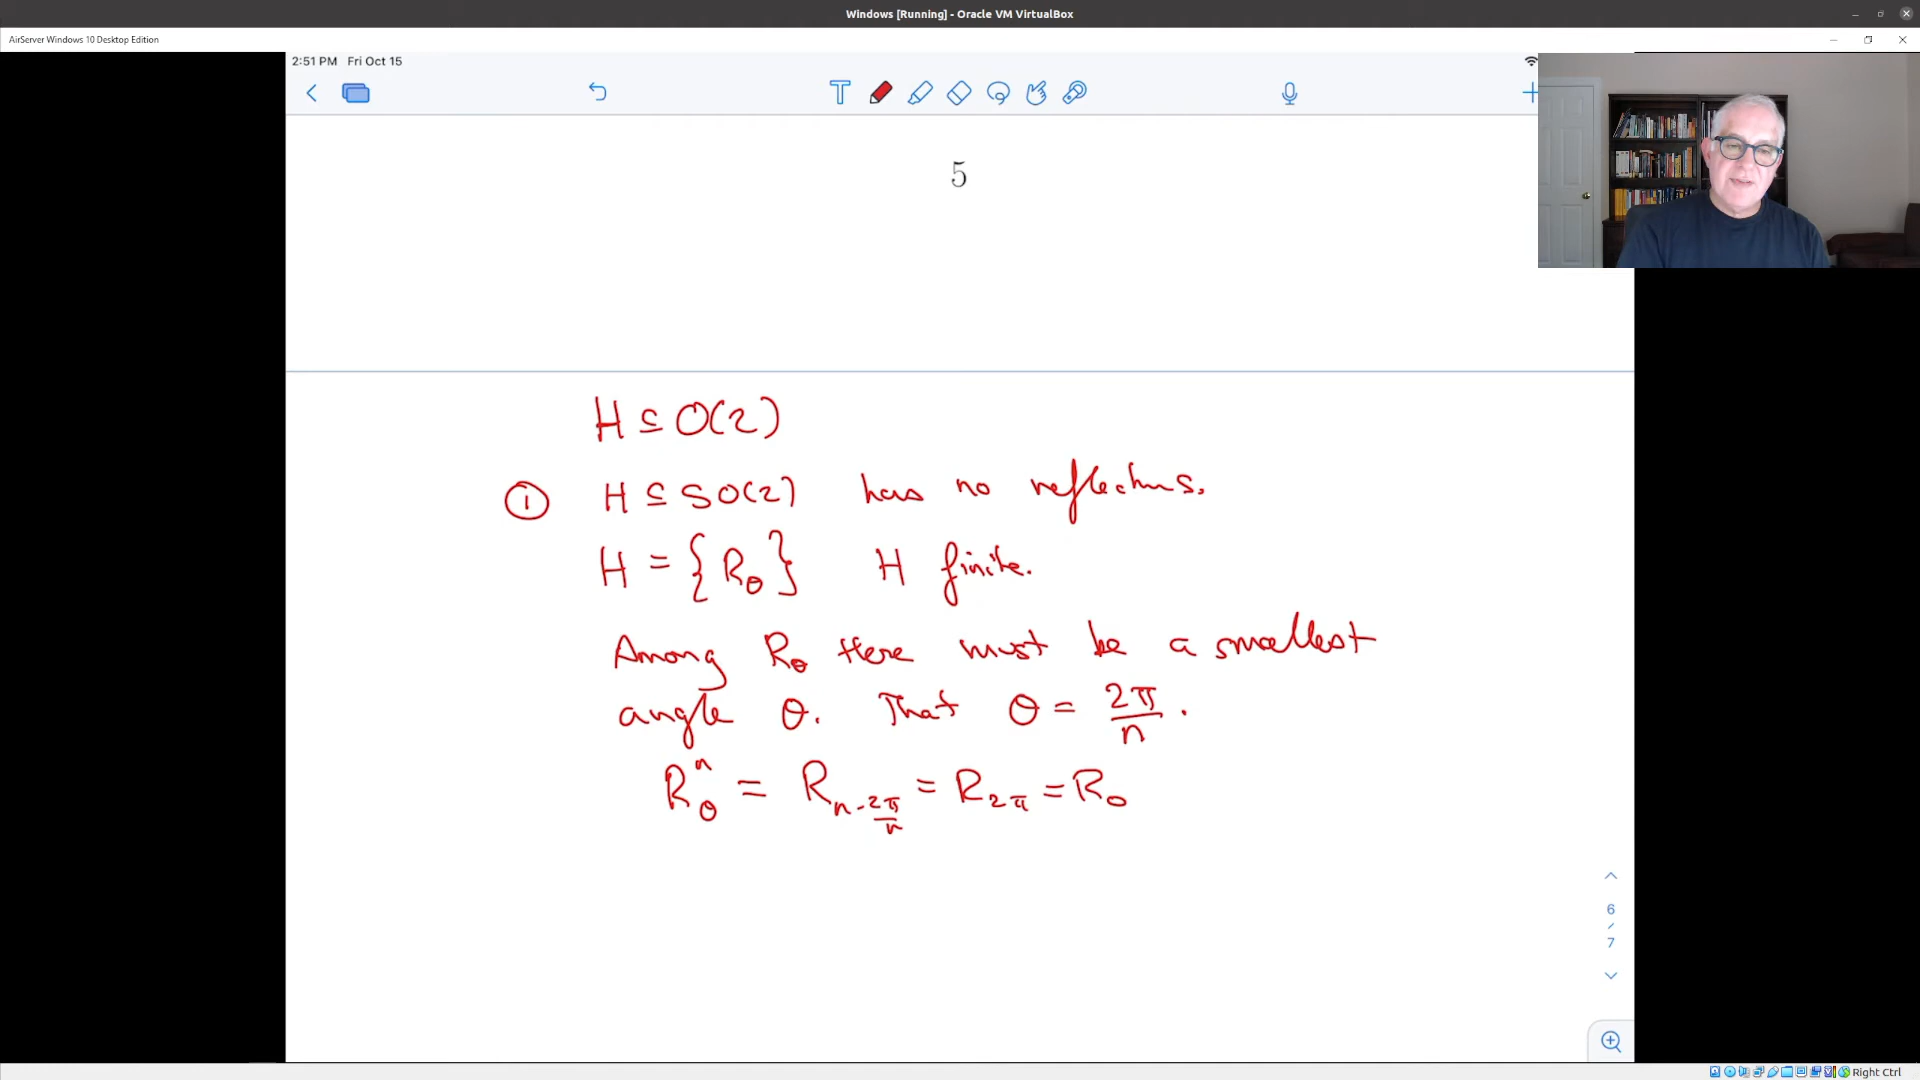 Windows [Running] - Oracle VM VirtualBox
AirServer Windows 10 Desktop Edition
2:51 PM Fri Oct 15
5
H ⊆ O(2)
① H ⊆ SO(2) has no reflections.
H = {R_θ} H finite.
Among R_θ there must be a smallest
angle θ. That θ = 2π/n.
R_θ^n = R_{n·2π/n} = R_{2π} = R_0
6
/
7
Right Ctrl